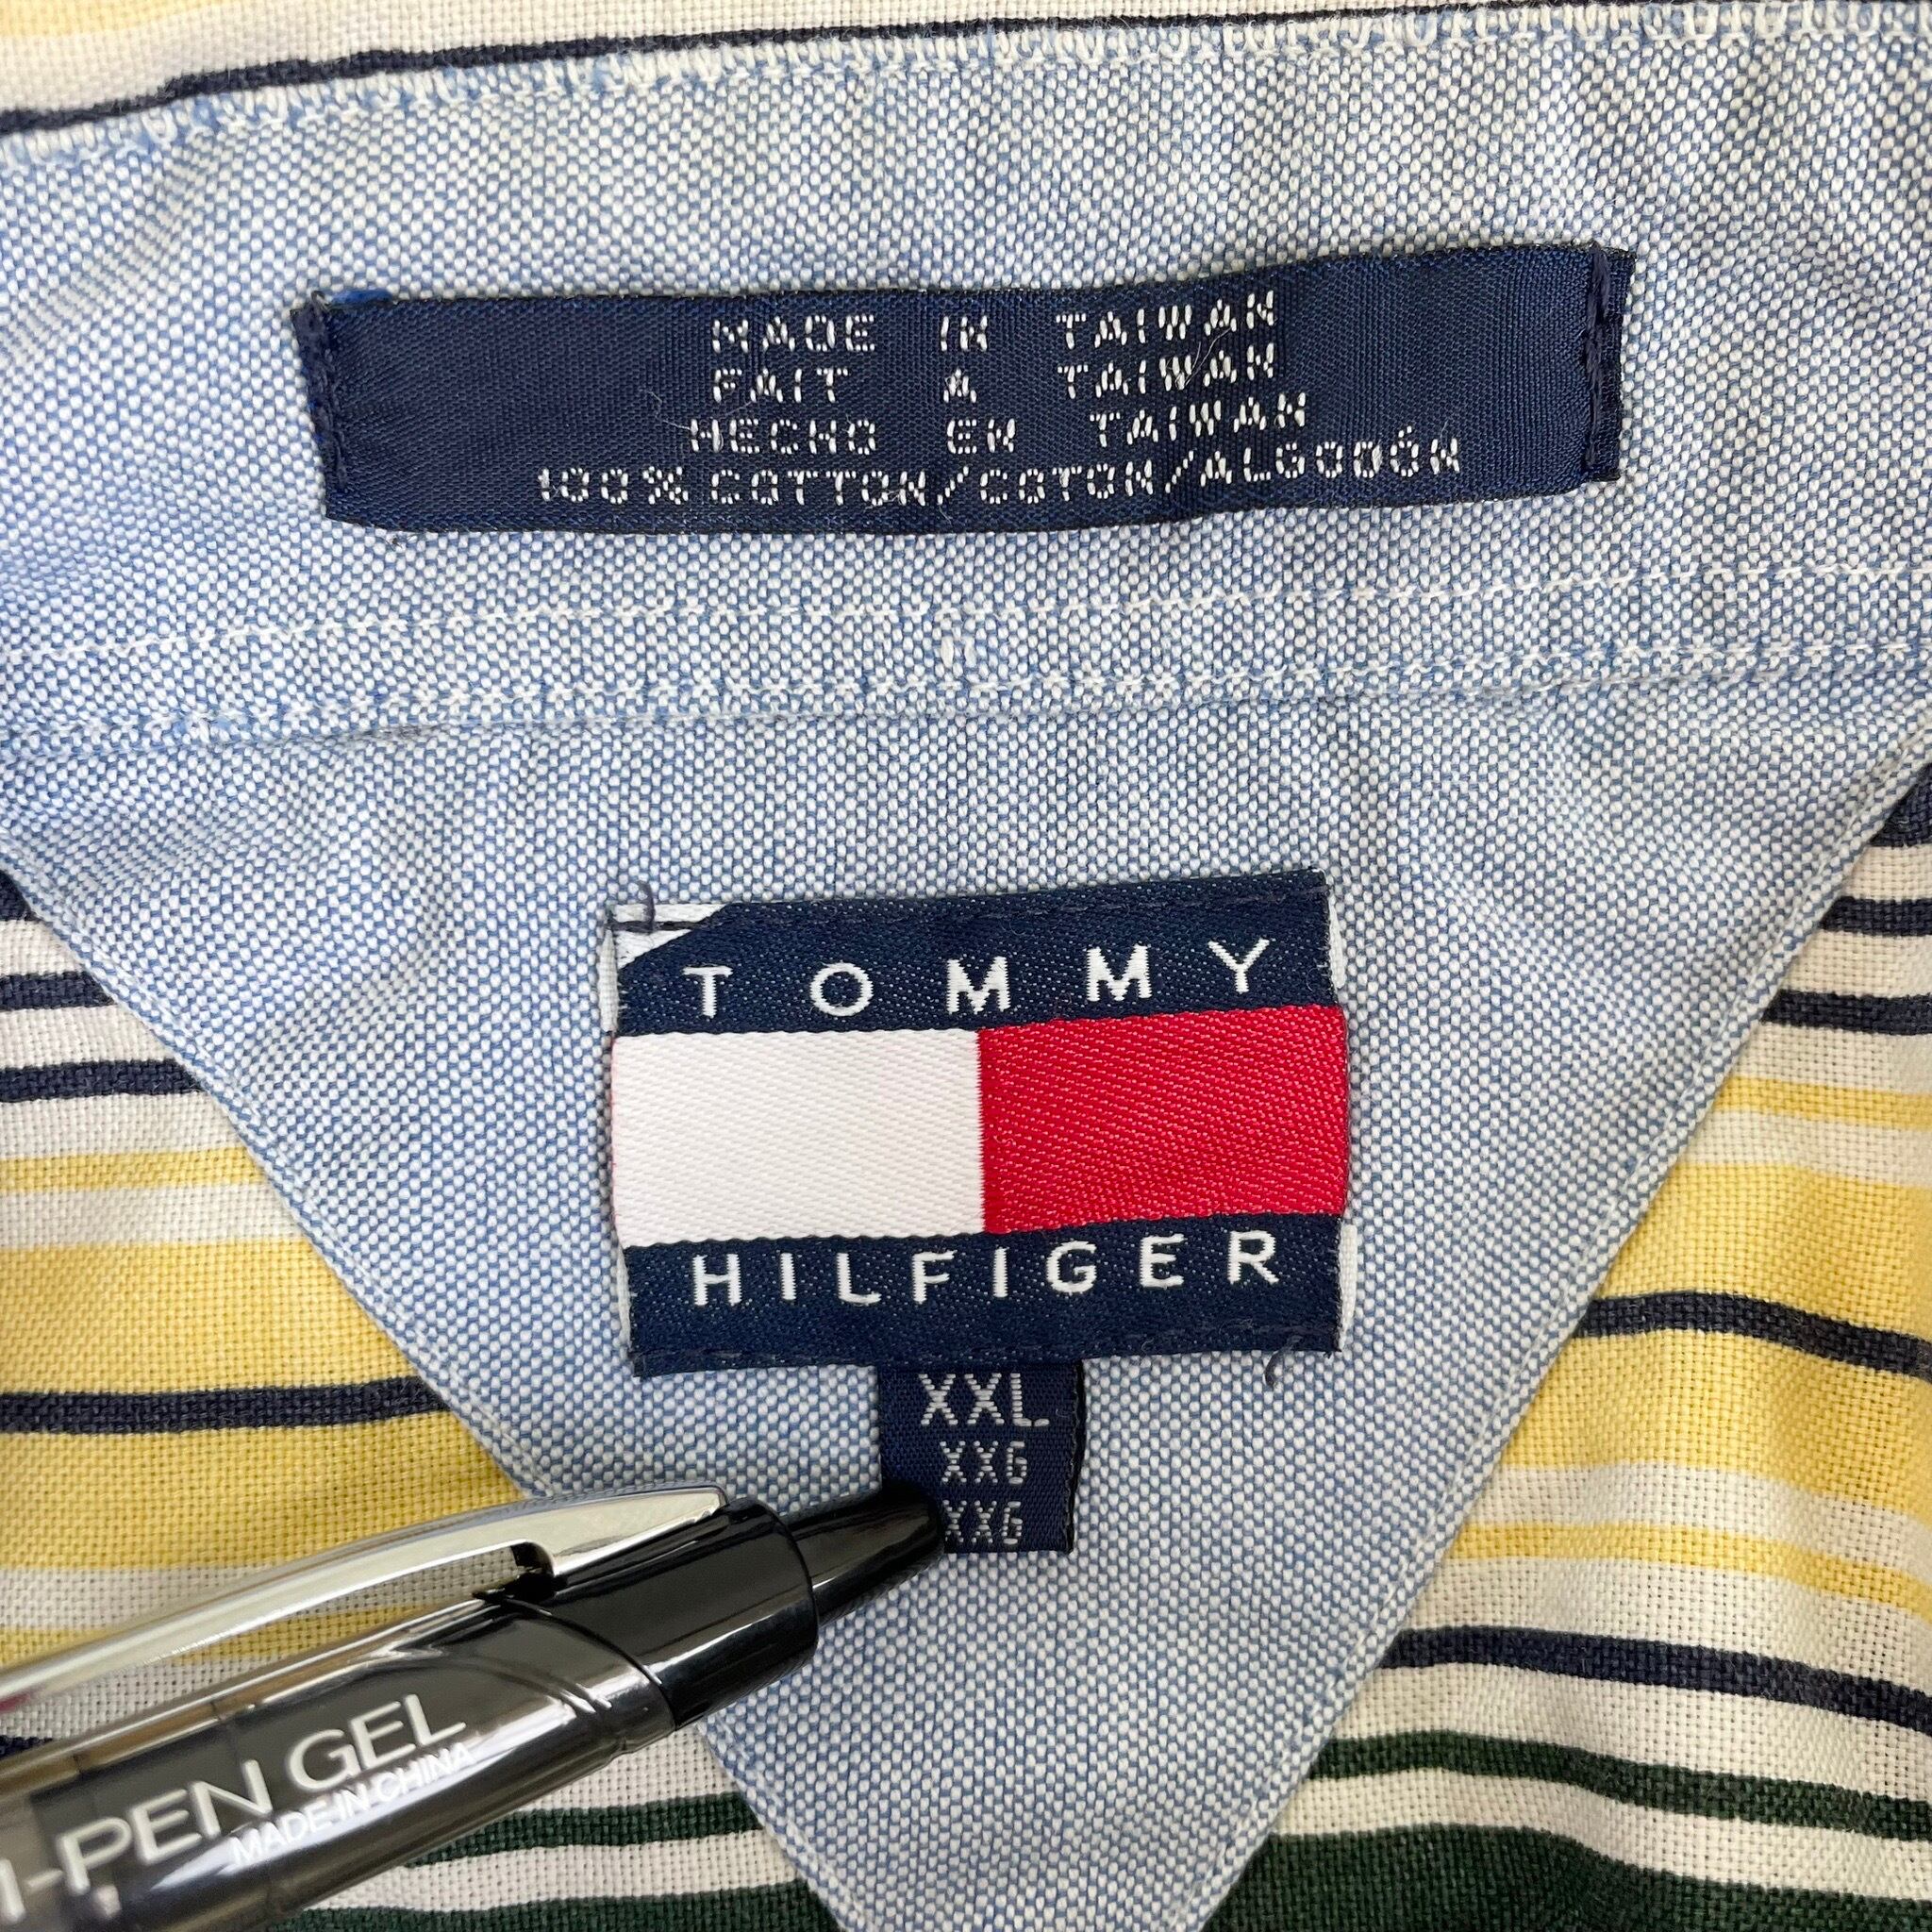 MADE IN TAIWAN
FAIT A TAIWAN
HECHO EN TAIWAN
100% COTTON/COTON/ALGODÓN
TOMMY
HILFIGER
XXL
XXG
XXG
-PEN GEL
MADE IN CHINA